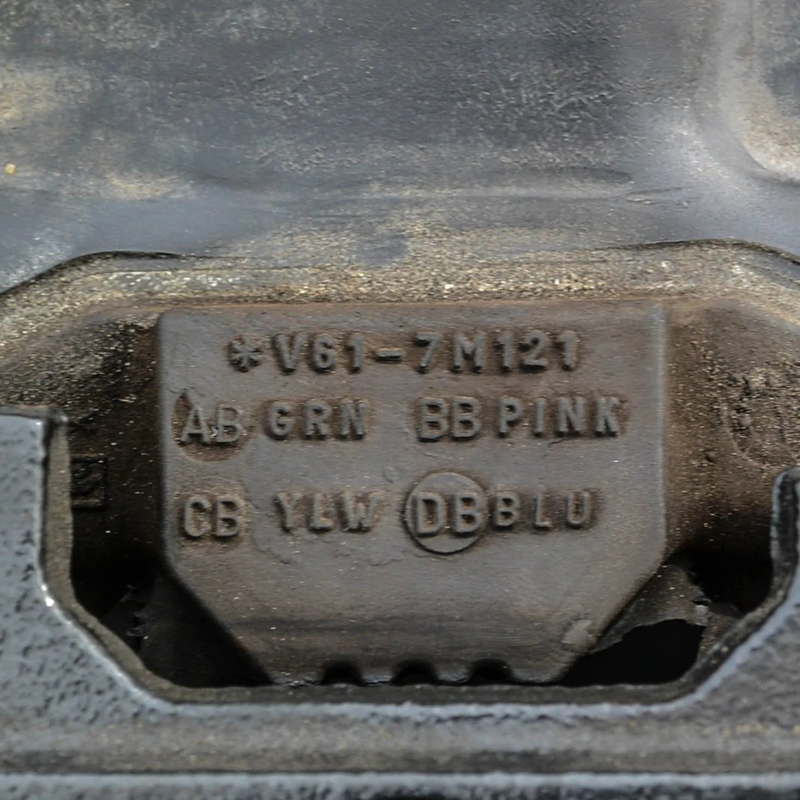 *V61-7M121
AB GRN BB PINK
CB YLW DB BLU